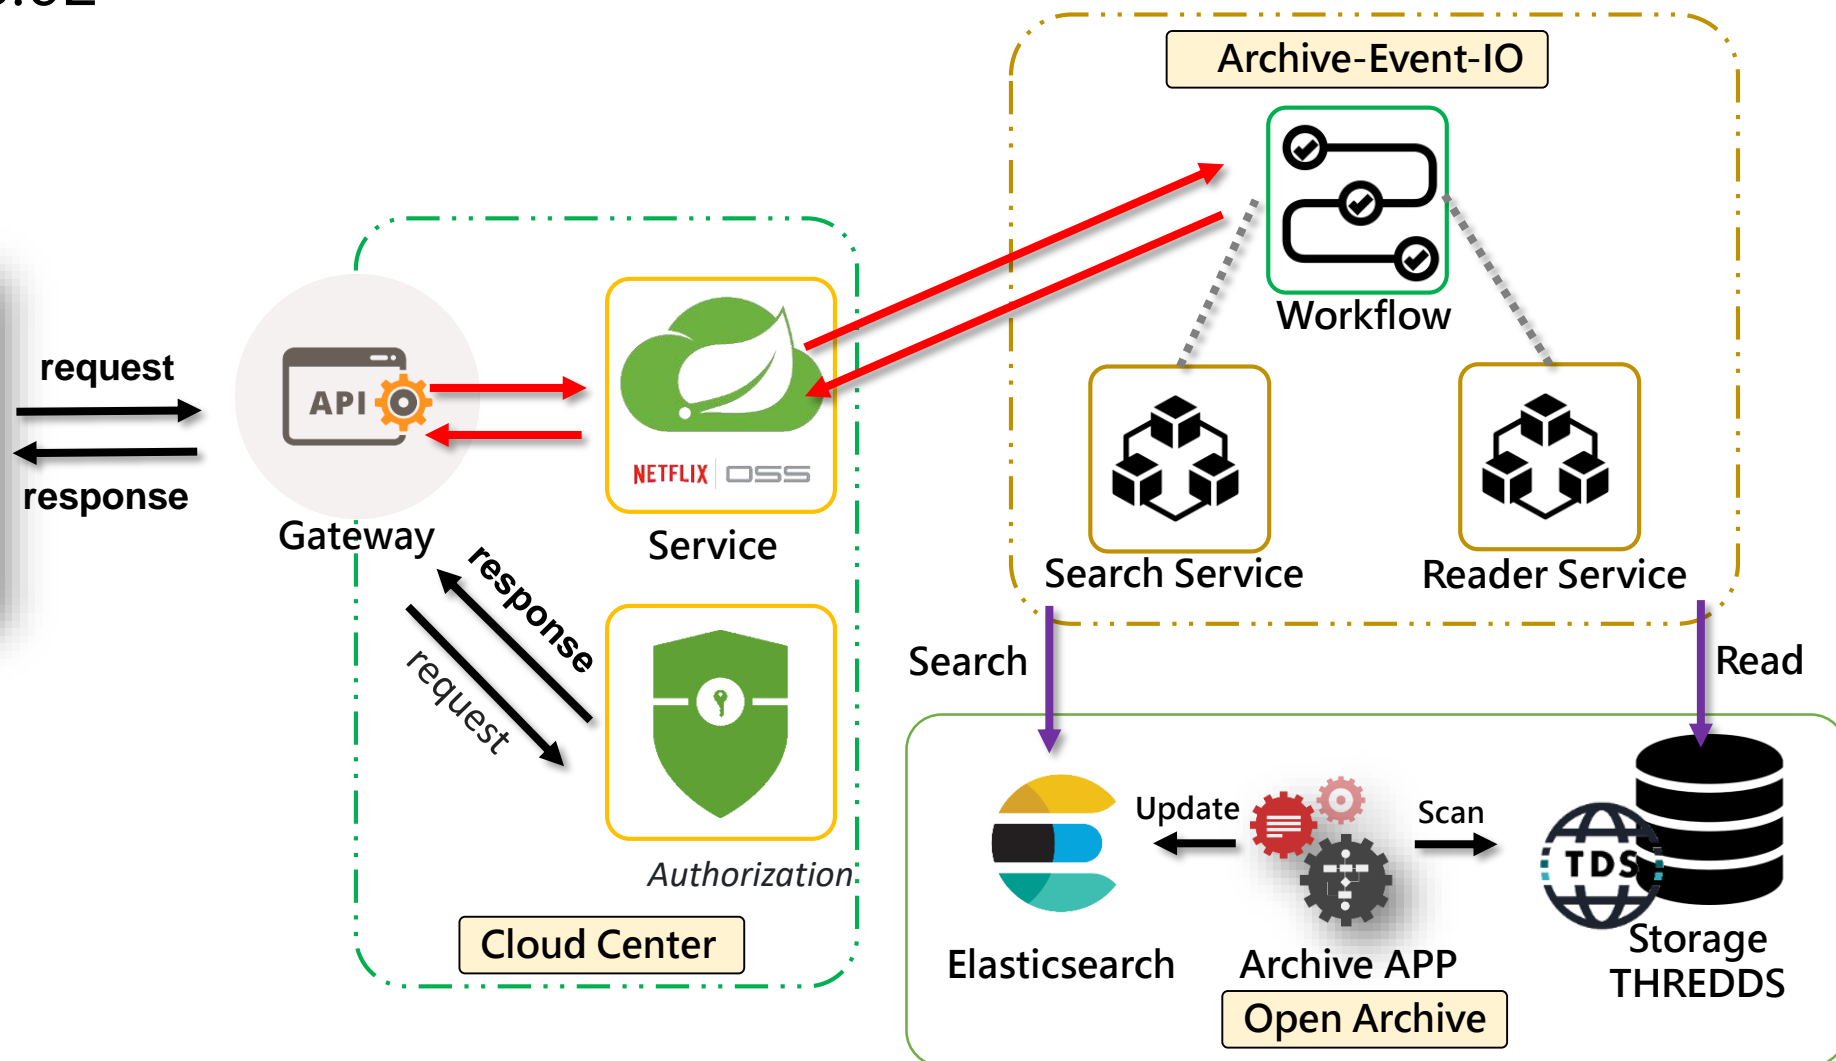 Archive-Event-IO
Workflow
request
API
response
NETFLIX OSS
Gateway
Service
response
request
Search Service
Reader Service
Search
Read
Authorization
Update
Scan
TDS
Cloud Center
Elasticsearch
Archive APP
Storage
THREDDS
Open Archive